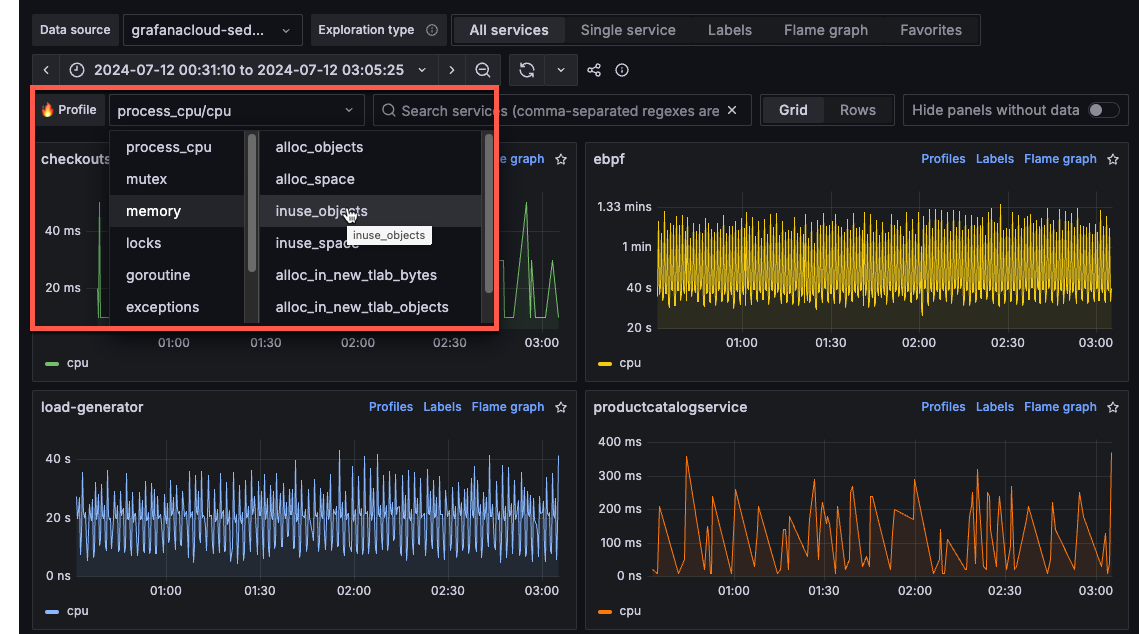 Data source grafanacloud-sed... Exploration type All services Single service Labels Flame graph Favorites
2024-07-12 00:31:10 to 2024-07-12 03:05:25
Profile process_cpu/cpu Search services (comma-separated regexes are Grid Rows Hide panels without data
process_cpu
mutex
memory
locks
goroutine
exceptions
alloc_objects
alloc_space
inuse_objects
inuse_objects
inuse_space
alloc_in_new_tlab_bytes
alloc_in_new_tlab_objects
checkouts
graph
40 ms
20 ms
01:00 01:30 02:00 02:30 03:00
cpu
ebpf Profiles Labels Flame graph
1.33 mins
1 min
40 s
20 s
01:00 01:30 02:00 02:30 03:00
cpu
load-generator Profiles Labels Flame graph
40 s
20 s
0 ns
01:00 01:30 02:00 02:30 03:00
cpu
productcatalogservice Profiles Labels Flame graph
400 ms
300 ms
200 ms
100 ms
0 ns
01:00 01:30 02:00 02:30 03:00
cpu